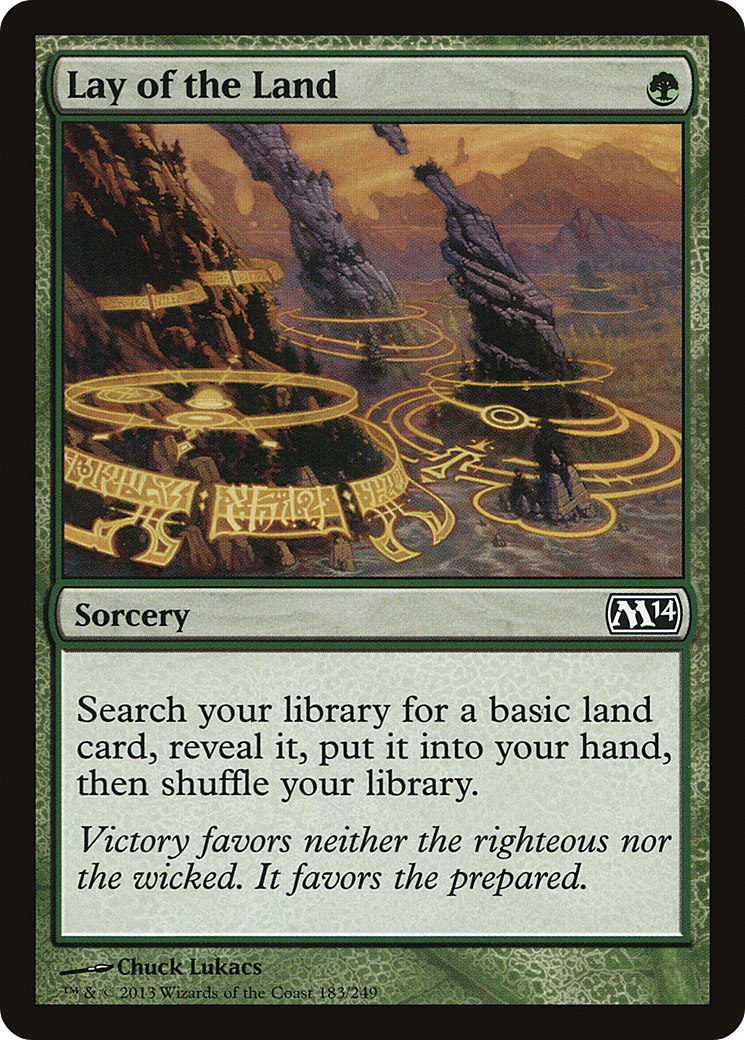 Lay of the Land
Sorcery
M14
Search your library for a basic land
card, reveal it, put it into your hand,
then shuffle your library.
Victory favors neither the righteous nor
the wicked. It favors the prepared.
Chuck Lukacs
™ & © 2013 Wizards of the Coast 183/249